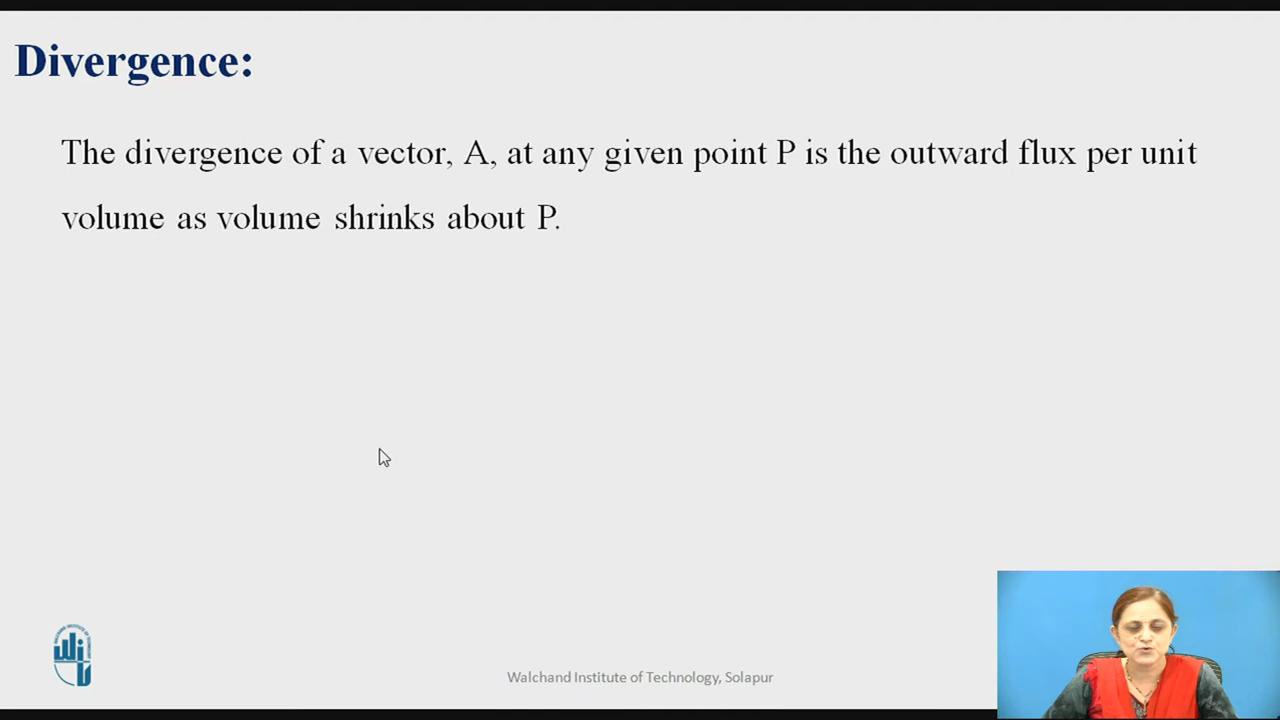 Divergence:
The divergence of a vector, A, at any given point P is the outward flux per unit
volume as volume shrinks about P.
Walchand Institute of Technology, Solapur